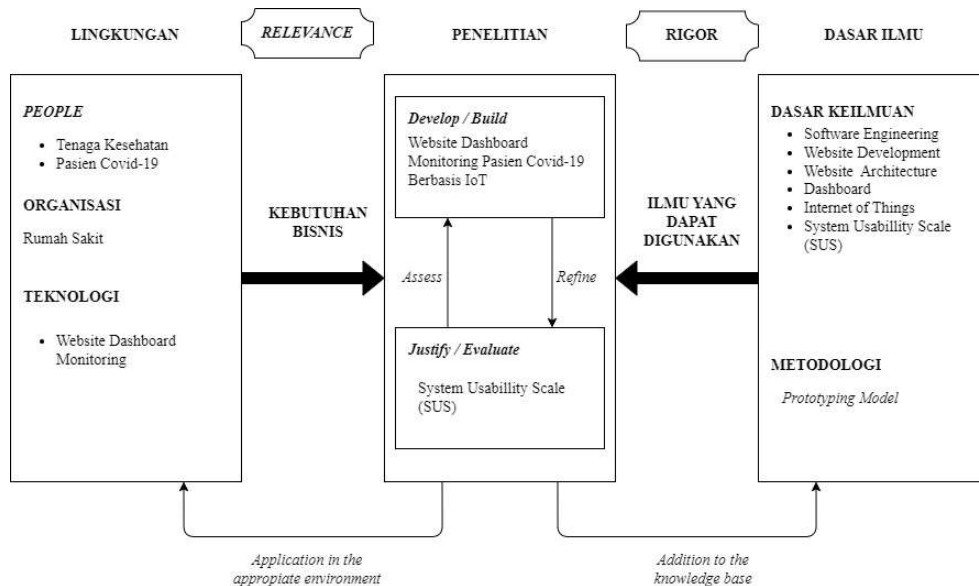 LINGKUNGAN
RELEVANCE
PENELITIAN
RIGOR
DASAR ILMU
PEOPLE
• Tenaga Kesehatan
• Pasien Covid-19
ORGANISASI
Rumah Sakit
TEKNOLOGI
• Website Dashboard
Monitoring
KEBUTUHAN
BISNIS
Develop / Build
Website Dashboard
Monitoring Pasien Covid-19
Berbasis IoT
Assess
Refine
Justify / Evaluate
System Usabillity Scale
(SUS)
ILMU YANG
DAPAT
DIGUNAKAN
DASAR KEILMUAN
• Software Engineering
• Website Development
• Website Architecture
• Dashboard
• Internet of Things
• System Usabillity Scale
(SUS)
METODOLOGI
Prototyping Model
Application in the
appropiate environment
Addition to the
knowledge base